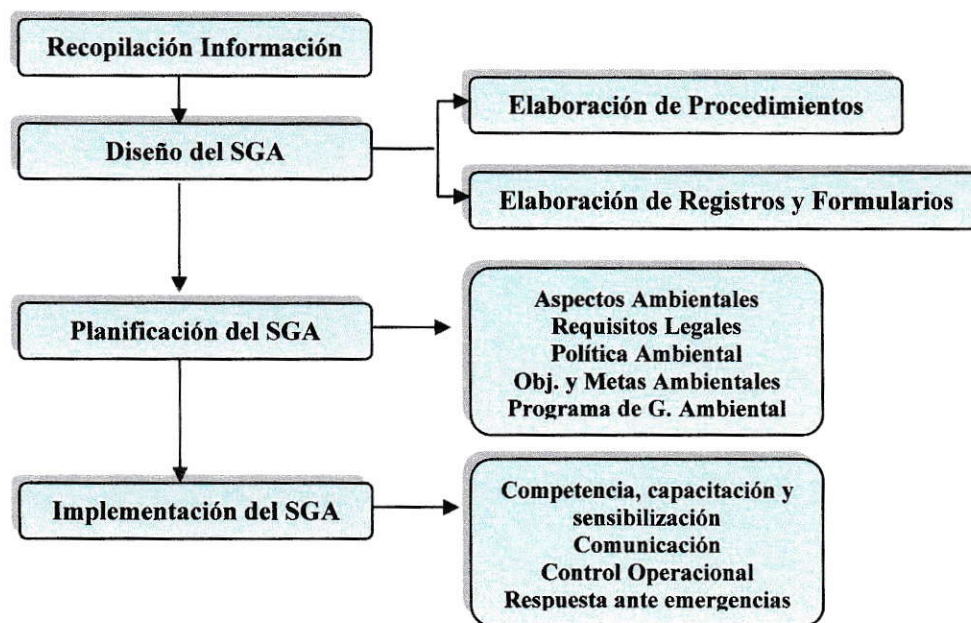 Recopilación Información
Elaboración de Procedimientos
Diseño del SGA
Elaboración de Registros y Formularios
Planificación del SGA
Aspectos Ambientales
Requisitos Legales
Política Ambiental
Obj. y Metas Ambientales
Programa de G. Ambiental
Implementación del SGA
Competencia, capacitación y
sensibilización
Comunicación
Control Operacional
Respuesta ante emergencias